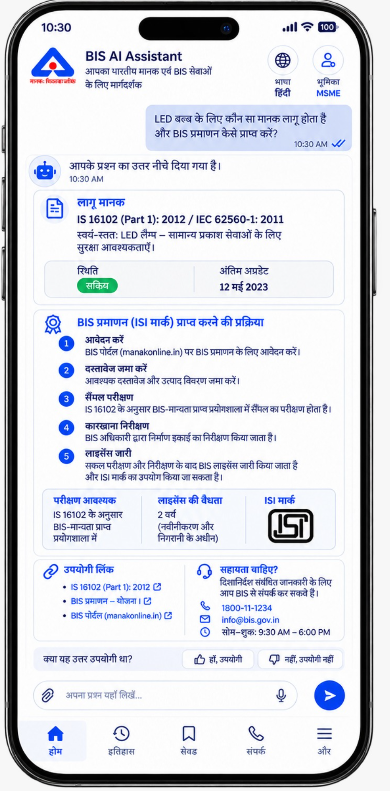 10:30
100
BIS AI Assistant
आपका भारतीय मानक एवं BIS सेवाओं
के लिए मार्गदर्शक
भाषा
हिंदी
भूमिका
MSME
LED बल्ब के लिए कौन सा मानक लागू होता है
और BIS प्रमाणन कैसे प्राप्त करें?
10:30 AM
आपके प्रश्न का उत्तर नीचे दिया गया है।
10:30 AM
लागू मानक
IS 16102 (Part 1): 2012 / IEC 62560-1: 2011
स्वयं-स्तत: LED लैम्प – सामान्य प्रकाश सेवाओं के लिए
सुरक्षा आवश्यकताएँ।
स्थिति
सक्रिय
अंतिम अपडेट
12 मई 2023
BIS प्रमाणन (ISI मार्क) प्राप्त करने की प्रक्रिया
1 आवेदन करें
BIS पोर्टल (manakonline.in) पर BIS प्रमाणन के लिए आवेदन करें।
2 दस्तावेज जमा करें
आवश्यक दस्तावेज और उत्पाद विवरण जमा करें।
3 सैंपल परीक्षण
IS 16102 के अनुसार BIS-मान्यता प्राप्त प्रयोगशाला में सैंपल का परीक्षण होता है।
4 कारखाना निरीक्षण
BIS अधिकारी द्वारा निर्माण इकाई का निरीक्षण किया जाता है।
5 लाइसेंस जारी
सकल परीक्षण और निरीक्षण के बाद BIS लाइसेंस जारी किया जाता है
और ISI मार्क का उपयोग किया जा सकता है।
परीक्षण आवश्यक
IS 16102 के अनुसार
BIS-मान्यता प्राप्त
प्रयोगशाला में
लाइसेंस की वैधता
2 वर्ष
(नवीनीकरण और
निगरानी के अधीन)
ISI मार्क
ISI
उपयोगी लिंक
• IS 16102 (Part 1): 2012
• BIS प्रमाणन – योजना I
• BIS पोर्टल (manakonline.in)
सहायता चाहिए?
दिशानिर्देश संबंधित जानकारी के लिए
आप BIS से संपर्क कर सकते हैं।
1800-11-1234
info@bis.gov.in
सोम–शुक्र: 9:30 AM – 6:00 PM
क्या यह उत्तर उपयोगी था?
हाँ, उपयोगी
नहीं, उपयोगी नहीं
अपना प्रश्न यहाँ लिखें...
होम
इतिहास
सेवड
संपर्क
और